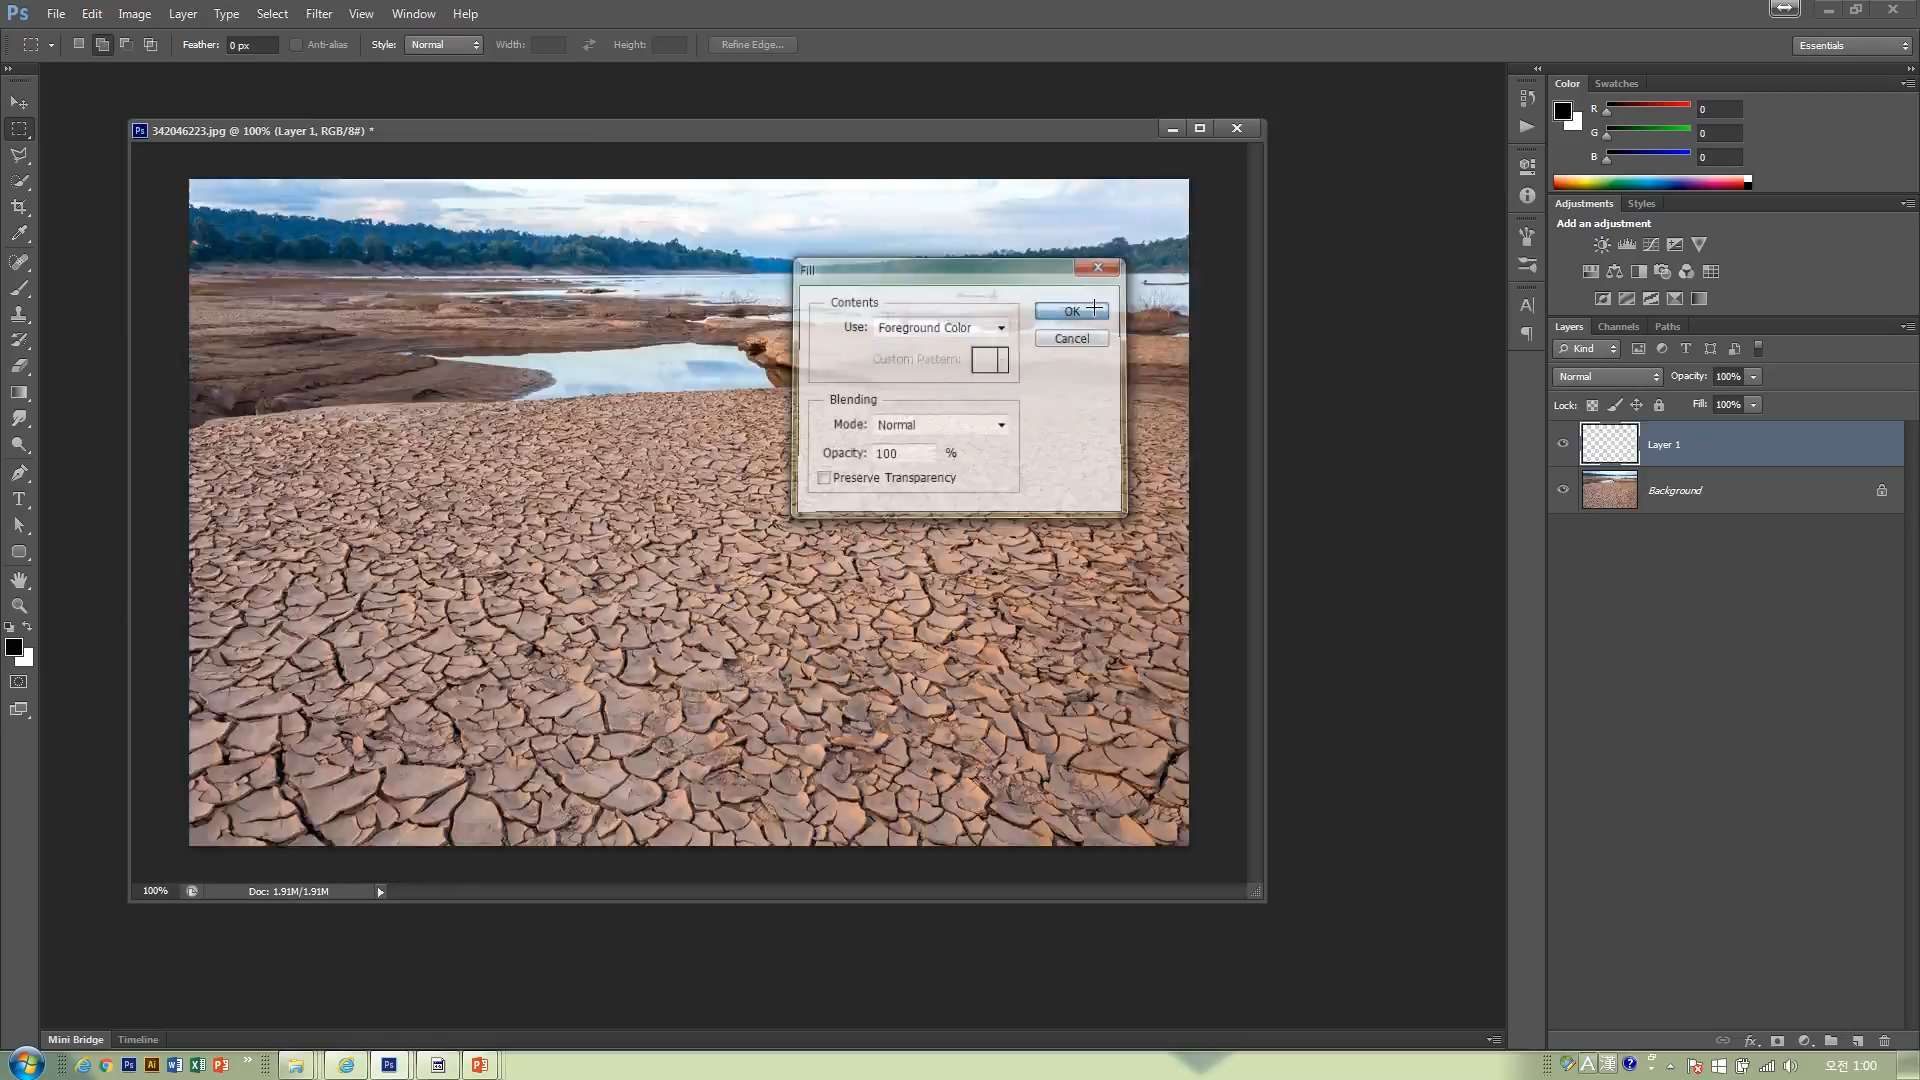 Ps File Edit Image Layer Type Select Filter View Window Help
Feather: 0 px Anti-alias Style: Normal Width: Height: Refine Edge... Essentials
Color Swatches
R 0
G 0
B 0
Ps 342046223.jpg @ 100% (Layer 1, RGB/8#) *
Adjustments Styles
Add an adjustment
Fill
Contents
Use: Foreground Color
Custom Pattern:
OK
Cancel
Blending
Mode: Normal
Opacity: 100 %
Preserve Transparency
Layers Channels Paths
Kind
Normal Opacity: 100%
Lock: Fill: 100%
Layer 1
Background
100% Doc: 1.91M/1.91M
Mini Bridge Timeline
fx
A 漢 오전 1:00